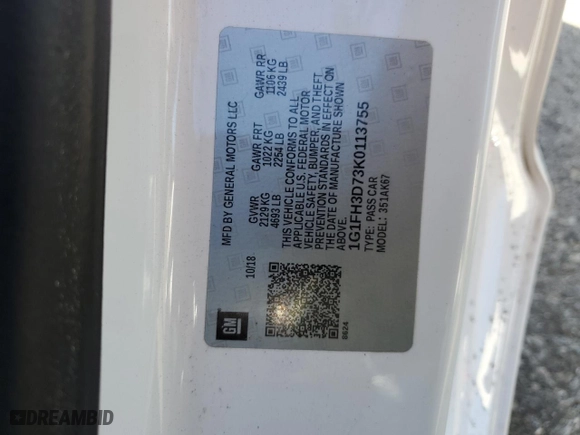 MFD BY GENERAL MOTORS LLC
10/18
GVWR
2129 KG
4693 LB
GAWR FRT
1022 KG
2254 LB
GAWR RR
1106 KG
2439 LB
THIS VEHICLE CONFORMS TO ALL
APPLICABLE U.S. FEDERAL MOTOR
VEHICLE SAFETY, BUMPER, AND THEFT
PREVENTION STANDARDS IN EFFECT ON
THE DATE OF MANUFACTURE SHOWN
ABOVE.
1G1FH3D73K0113755
TYPE: PASS CAR
MODEL: 351AK67
GM
8624
DREAMBID